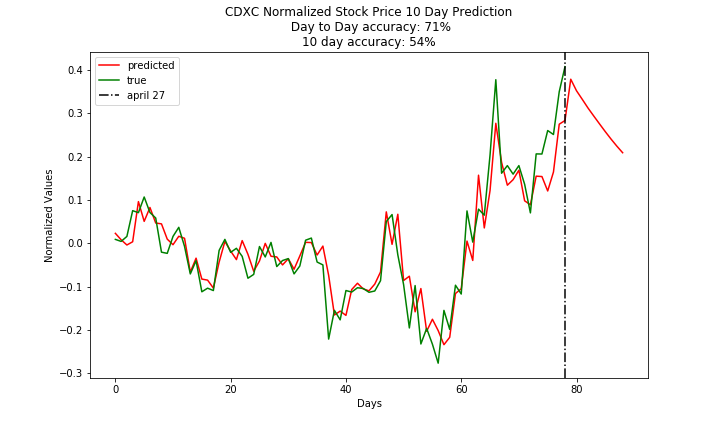 CDXC Normalized Stock Price 10 Day Prediction
Day to Day accuracy: 71%
10 day accuracy: 54%
predicted
true
april 27
0.4
0.3
0.2
0.1
0.0
−0.1
−0.2
−0.3
Normalized Values
0 20 40 60 80
Days